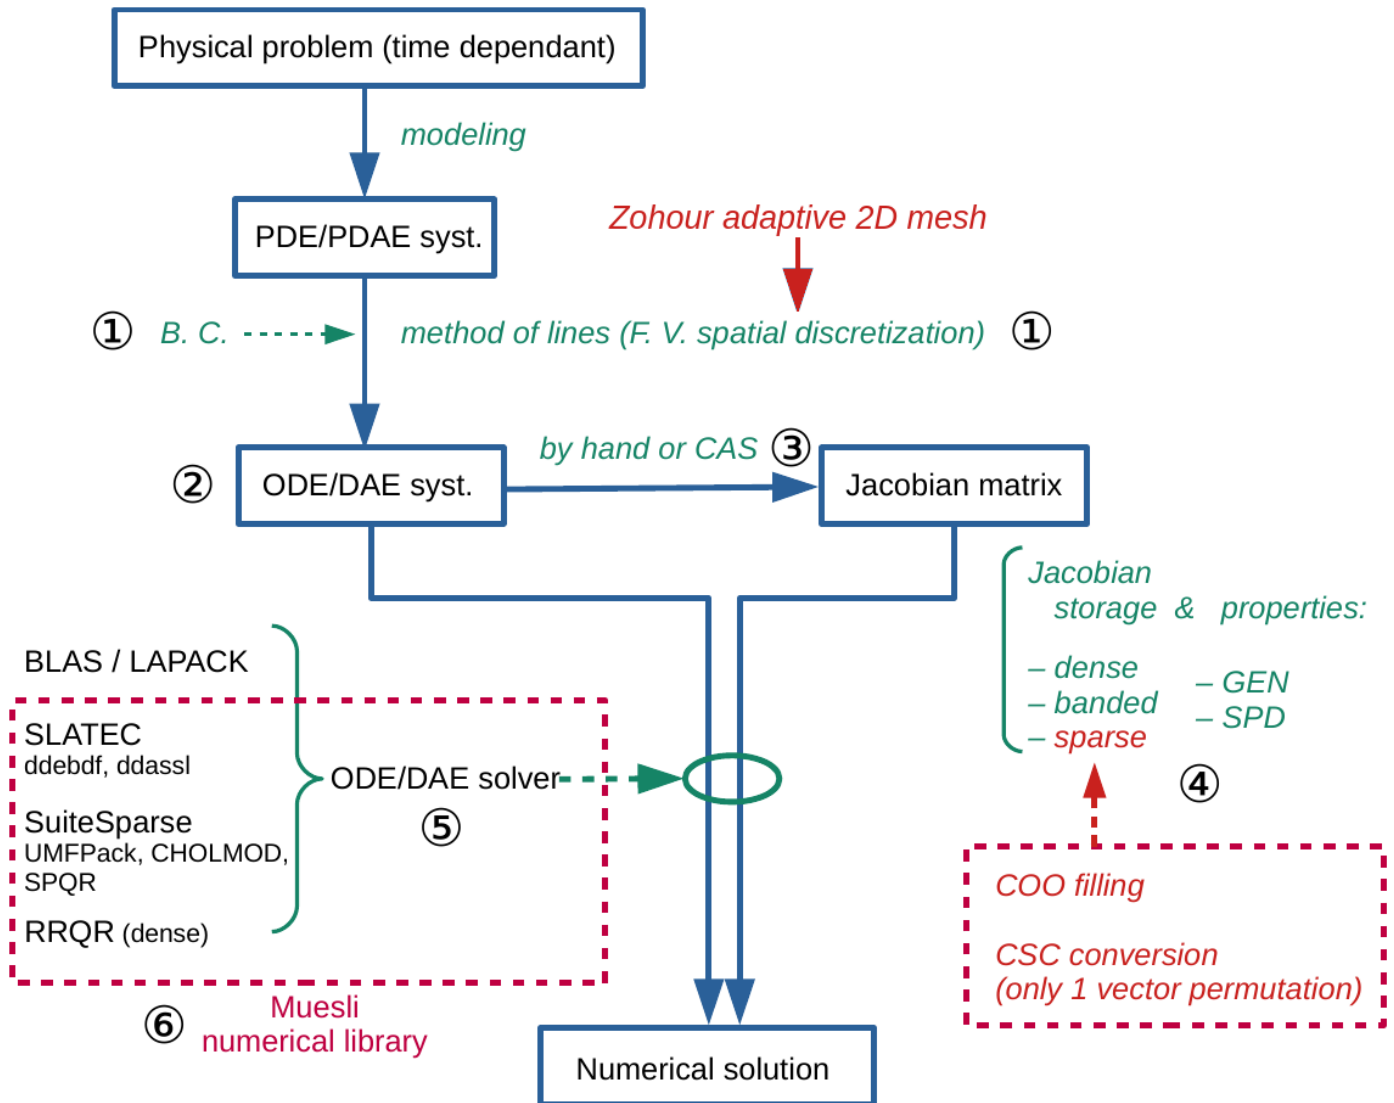 Physical problem (time dependant)
modeling
PDE/PDAE syst.
Zohour adaptive 2D mesh
① B. C.
method of lines (F. V. spatial discretization) ①
② ODE/DAE syst.
by hand or CAS ③
Jacobian matrix
Jacobian
storage & properties:
– dense
– banded
– sparse
– GEN
– SPD
④
COO filling
CSC conversion
(only 1 vector permutation)
BLAS / LAPACK
SLATEC
ddebdf, ddassl
SuiteSparse
UMFPack, CHOLMOD,
SPQR
RRQR (dense)
ODE/DAE solver
⑤
⑥ Muesli
numerical library
Numerical solution